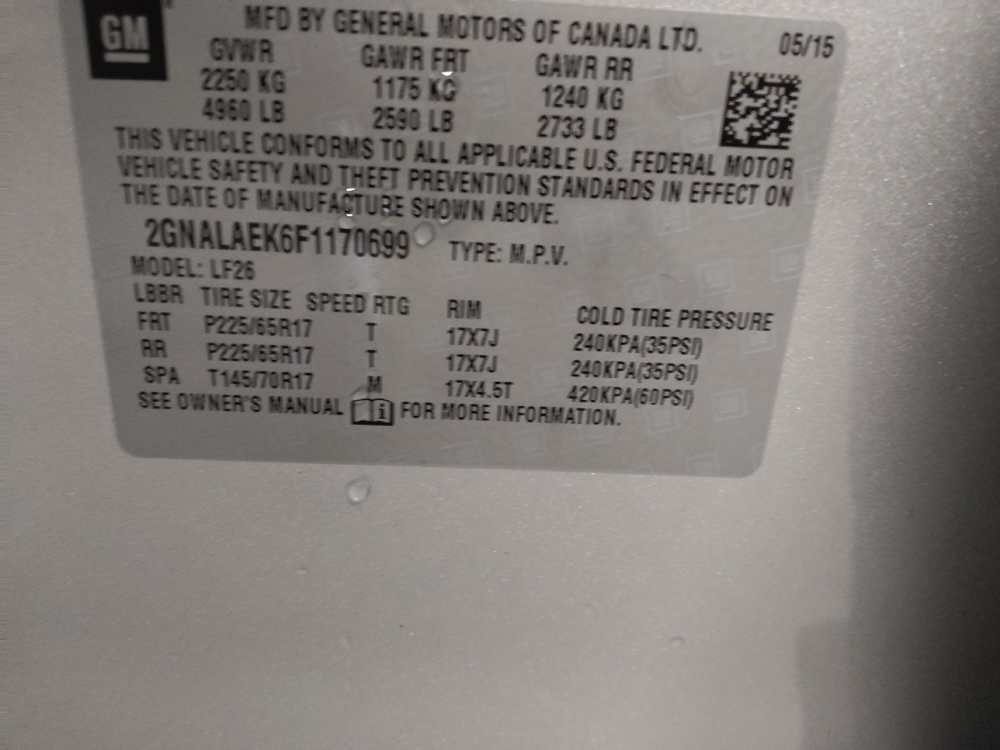 GM
MFD BY GENERAL MOTORS OF CANADA LTD. 05/15
GVWR GAWR FRT GAWR RR
2250 KG 1175 KG 1240 KG
4960 LB 2590 LB 2733 LB
THIS VEHICLE CONFORMS TO ALL APPLICABLE U.S. FEDERAL MOTOR
VEHICLE SAFETY AND THEFT PREVENTION STANDARDS IN EFFECT ON
THE DATE OF MANUFACTURE SHOWN ABOVE.
2GNALAEK6F1170699 TYPE: M.P.V.
MODEL: LF26
LBBR TIRE SIZE SPEED RTG RIM COLD TIRE PRESSURE
FRT P225/65R17 T 17X7J 240KPA(35PSI)
RR P225/65R17 T 17X7J 240KPA(35PSI)
SPA T145/70R17 M 17X4.5T 420KPA(60PSI)
SEE OWNER'S MANUAL i FOR MORE INFORMATION.